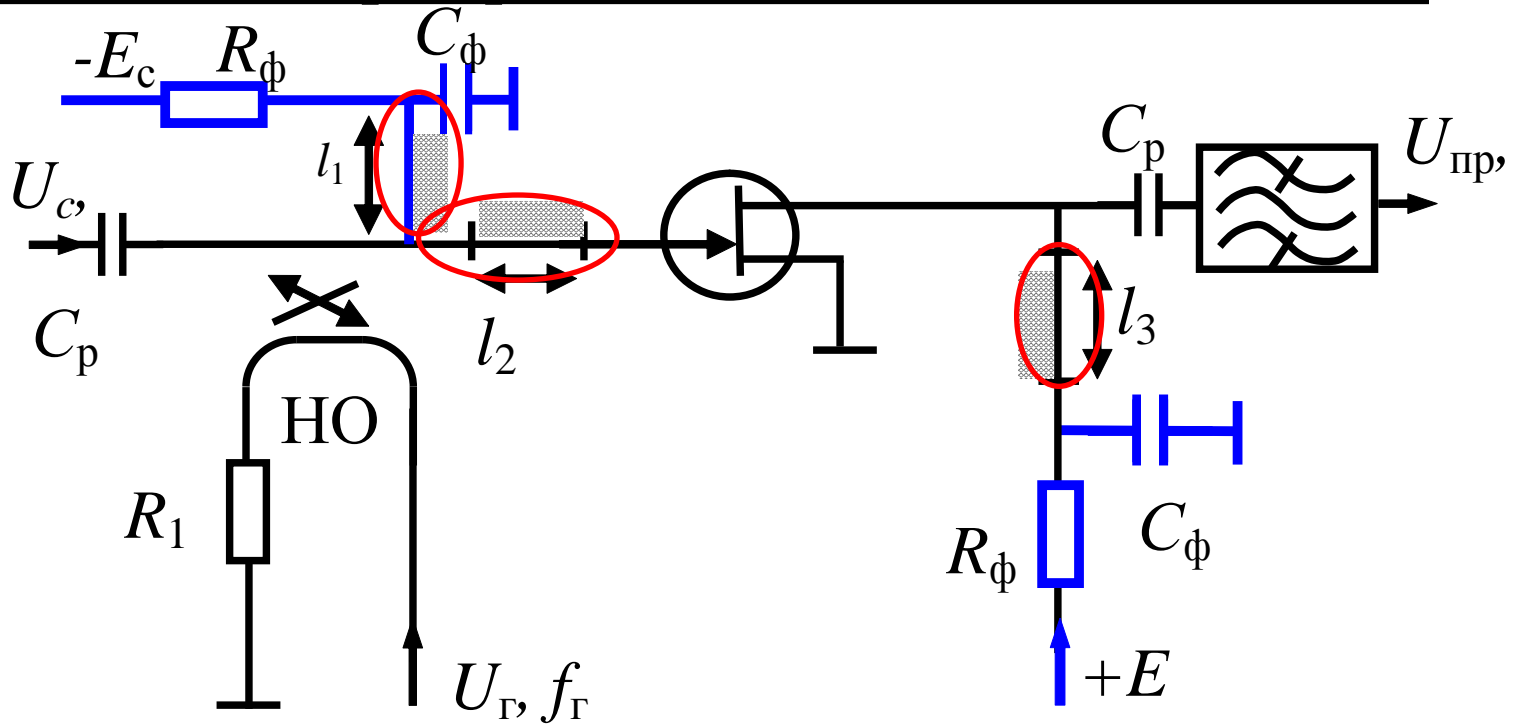 -Eс
Rф
Cф
l1
Uc,
Cр
l2
НО
R1
Uг, fг
Cр
Uпр,
l3
Cф
Rф
+E